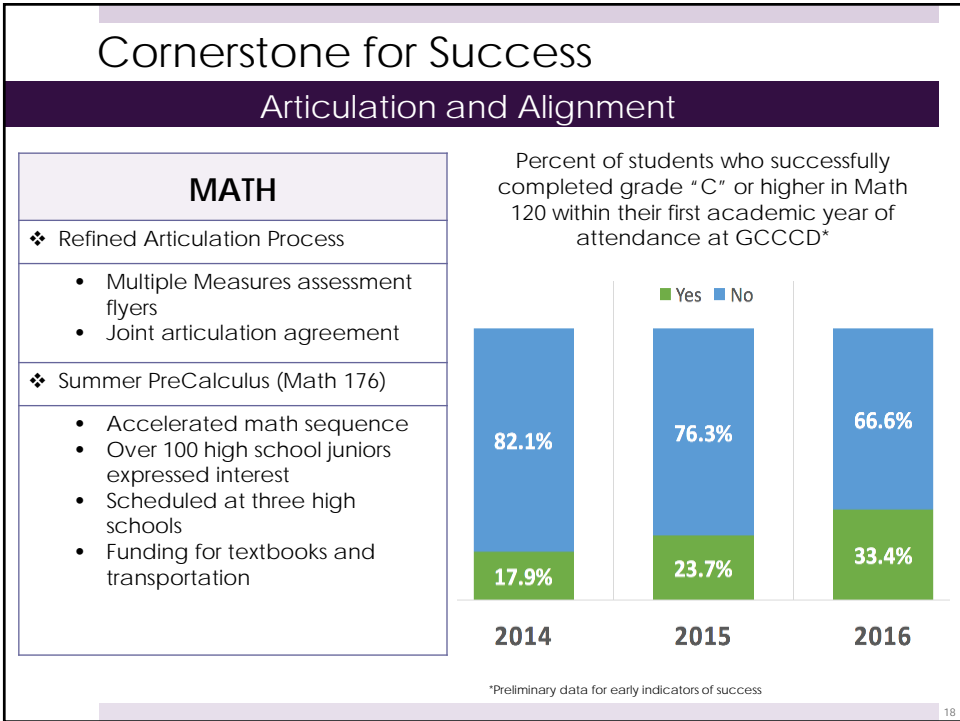 Cornerstone for Success
Articulation and Alignment
MATH
❖ Refined Articulation Process
• Multiple Measures assessment
flyers
• Joint articulation agreement
❖ Summer PreCalculus (Math 176)
• Accelerated math sequence
• Over 100 high school juniors
expressed interest
• Scheduled at three high
schools
• Funding for textbooks and
transportation
Percent of students who successfully
completed grade “C” or higher in Math
120 within their first academic year of
attendance at GCCCD*
Yes No
82.1% 76.3% 66.6%
17.9% 23.7% 33.4%
2014 2015 2016
*Preliminary data for early indicators of success
18